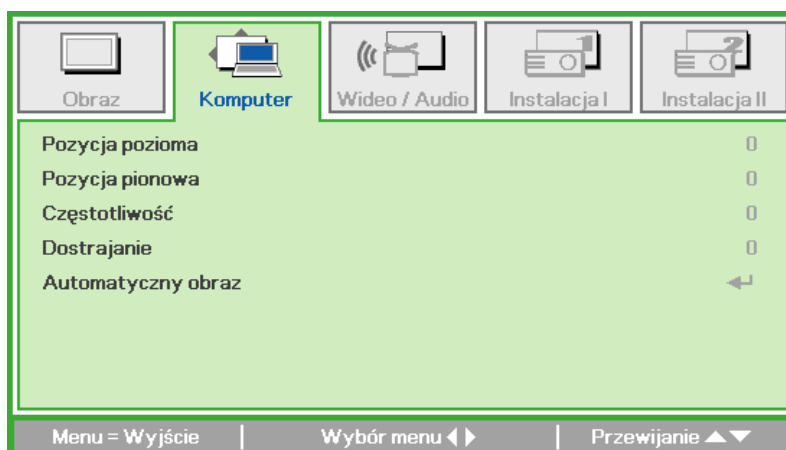 Obraz
Komputer
Wideo / Audio
Instalacja I
Instalacja II
Pozycja pozioma 0
Pozycja pionowa 0
Częstotliwość 0
Dostrajanie 0
Automatyczny obraz
Menu = Wyjście
Wybór menu
Przewijanie